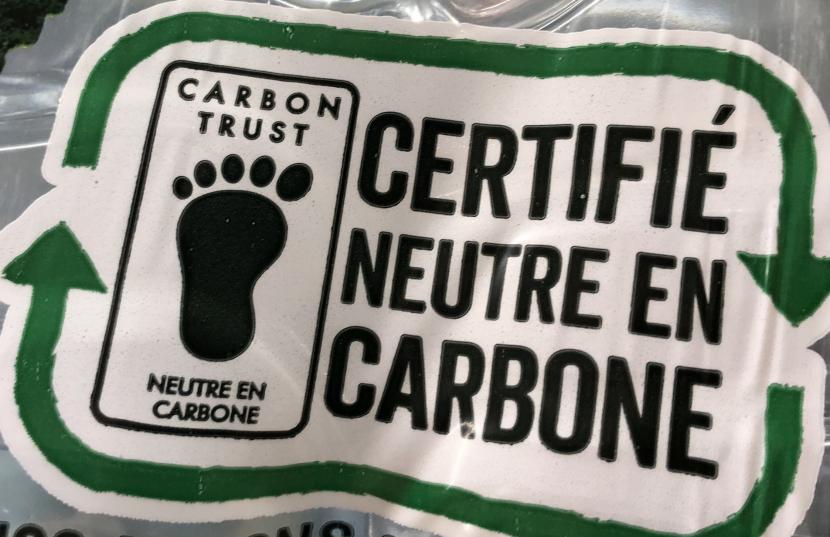 CARBON
TRUST
NEUTRE EN
CARBONE
CERTIFIÉ
NEUTRE EN
CARBONE